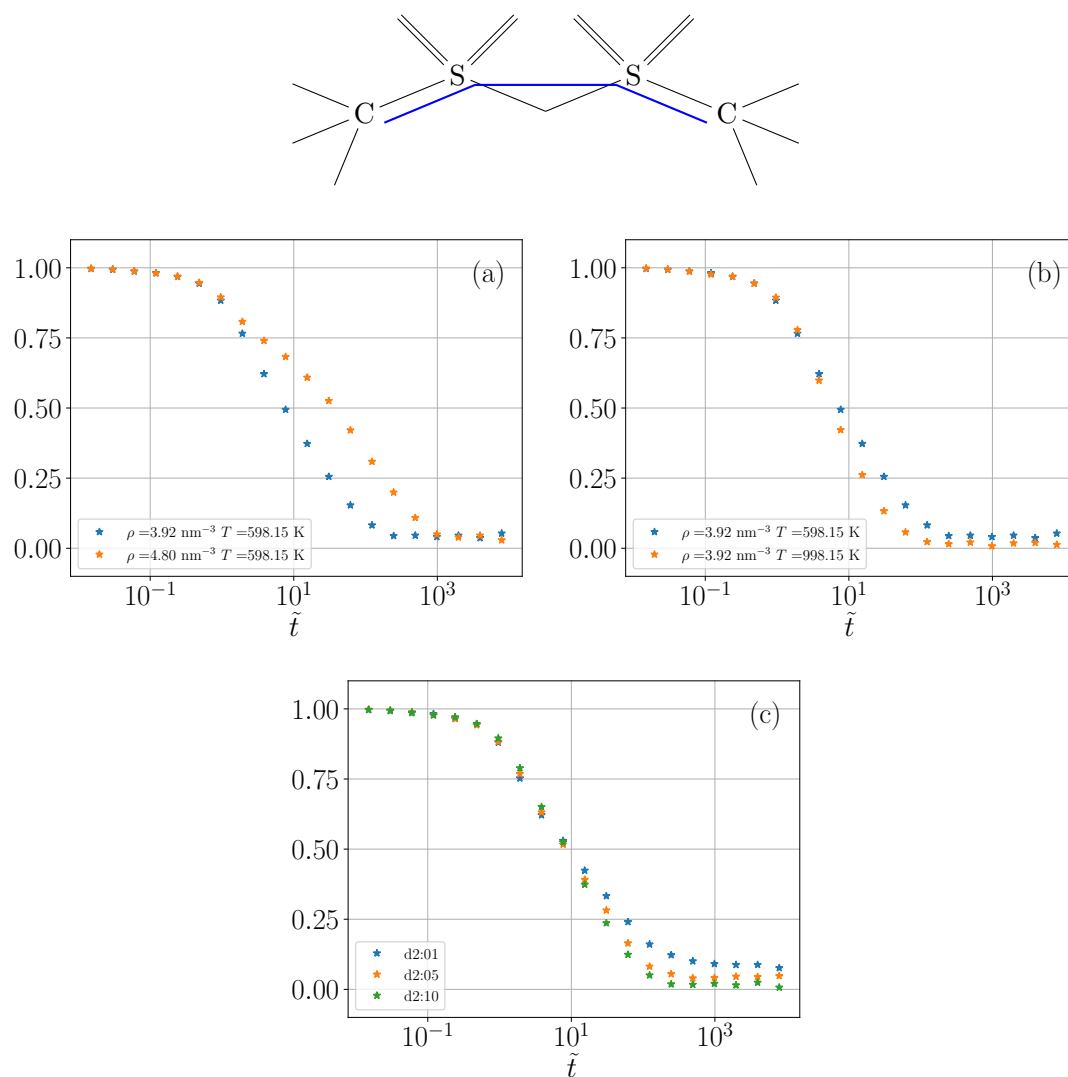 S S
C C
(a)
1.00
0.75
0.50
0.25
0.00
ρ =3.92 nm⁻³ T =598.15 K
ρ =4.80 nm⁻³ T =598.15 K
10⁻¹ 10¹ 10³
t̃
(b)
1.00
0.75
0.50
0.25
0.00
ρ =3.92 nm⁻³ T =598.15 K
ρ =3.92 nm⁻³ T =998.15 K
10⁻¹ 10¹ 10³
t̃
(c)
1.00
0.75
0.50
0.25
0.00
d2:01
d2:05
d2:10
10⁻¹ 10¹ 10³
t̃